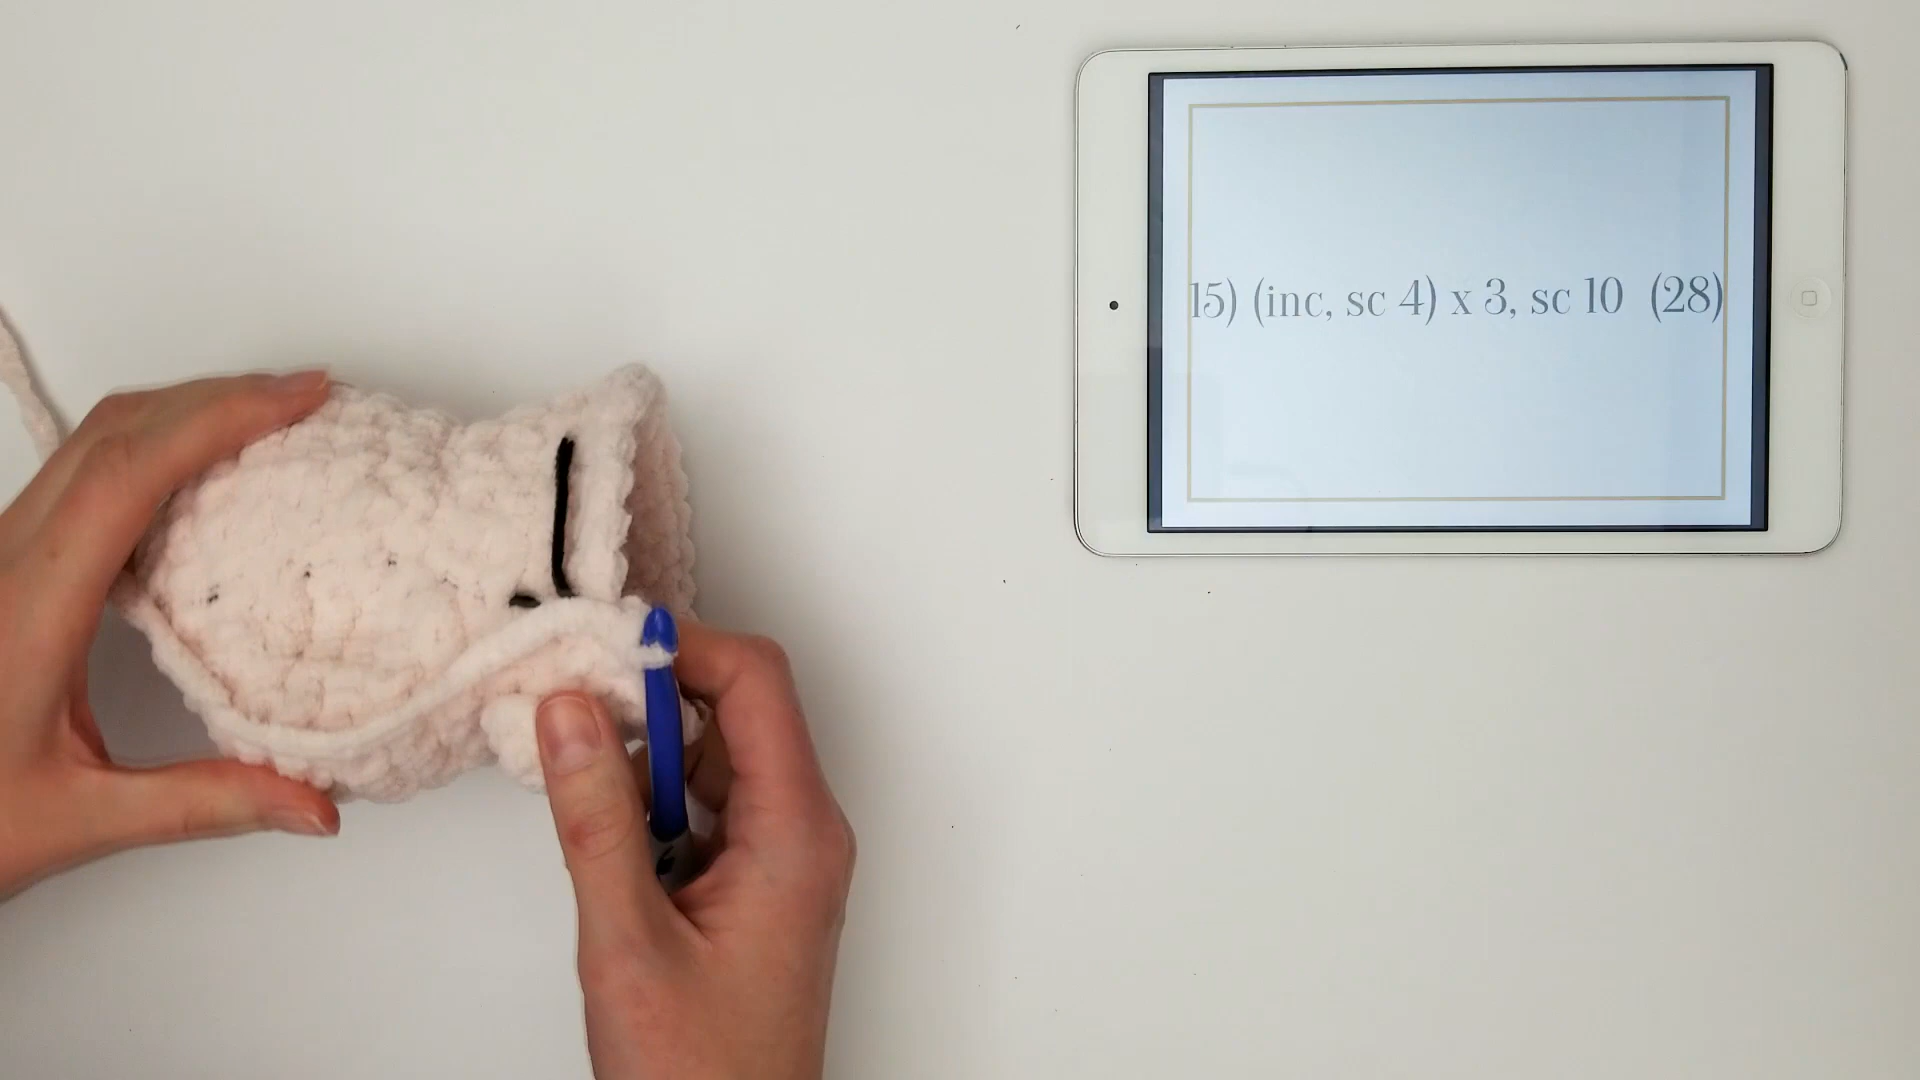 15) (inc, sc 4) x 3, sc 10 (28)